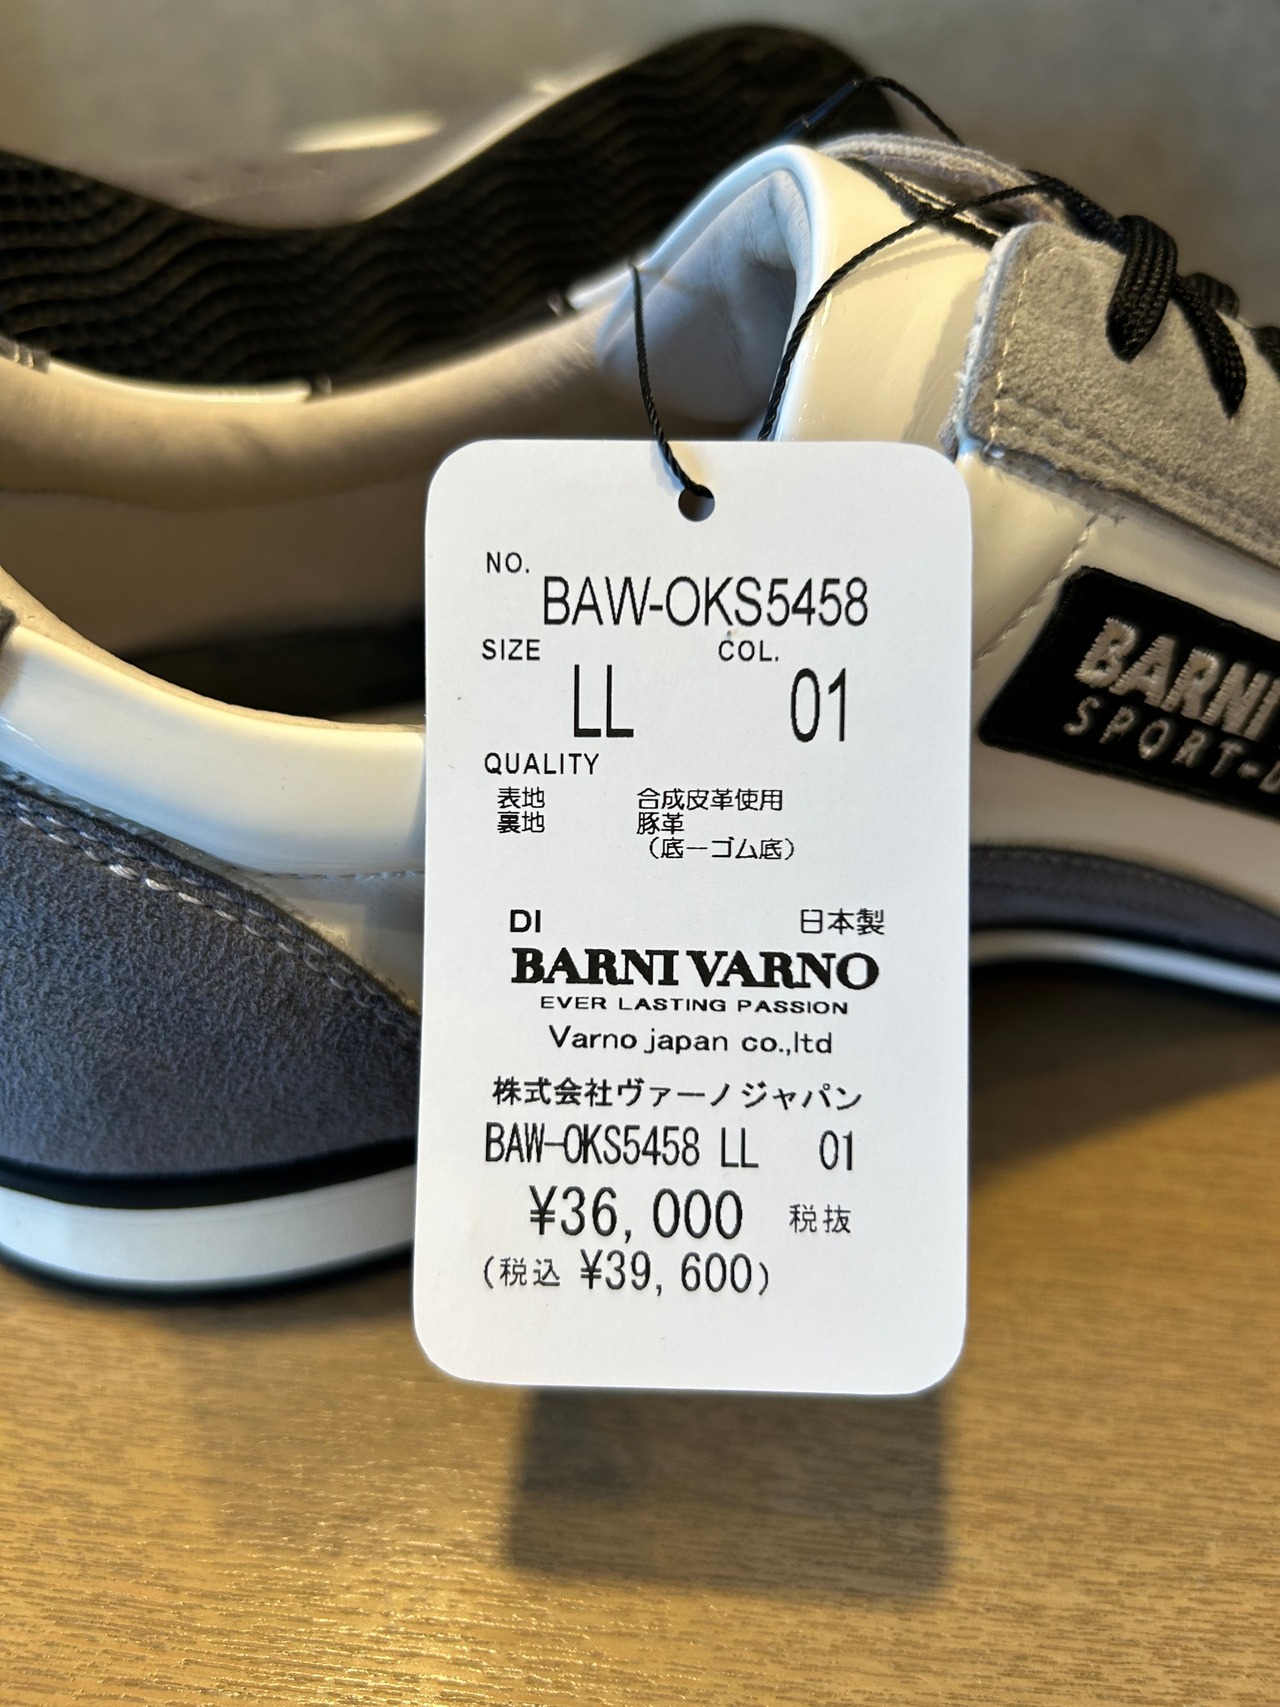 NO.
BAW-OKS5458
SIZE COL.
LL 01
QUALITY
表地 合成皮革使用
裏地 豚革
（底ーゴム底）
DI 日本製
BARNI VARNO
EVER LASTING PASSION
Varno japan co.,ltd
株式会社ヴァーノジャパン
BAW-OKS5458 LL 01
¥36,000 税抜
(税込 ¥39,600)
BARNI
SPORT-